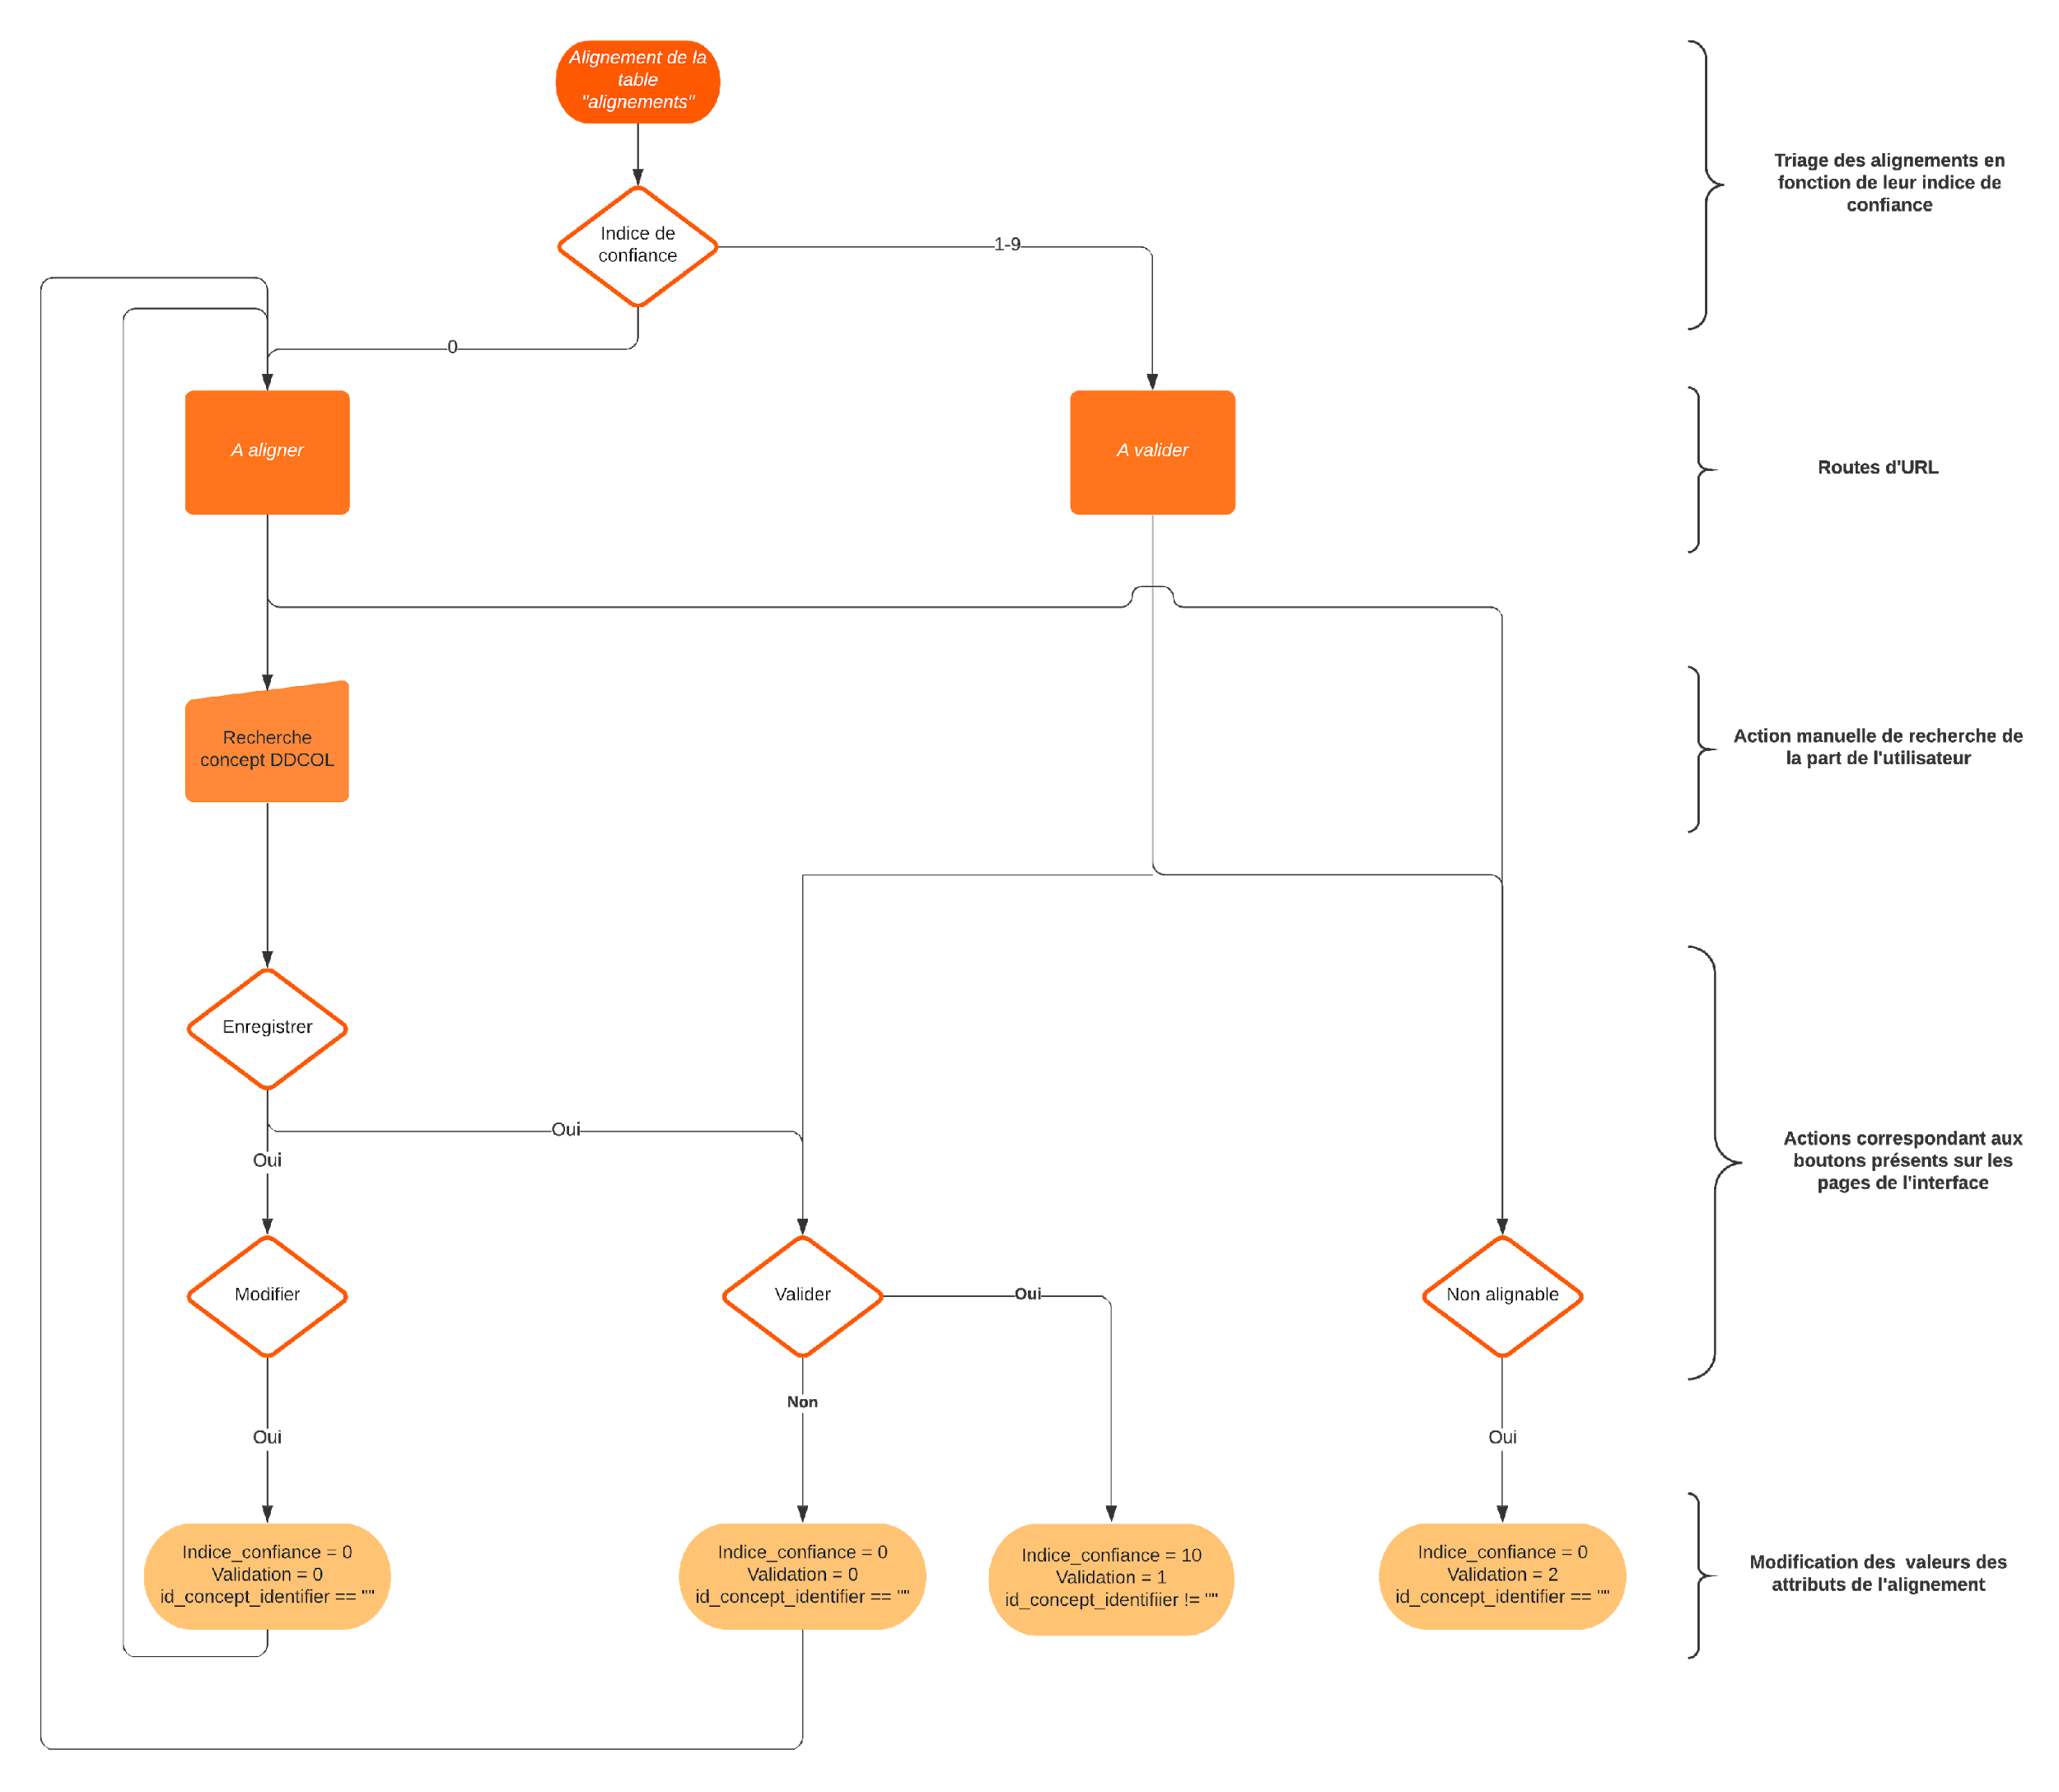 Alignement de la
table
"alignements"
Triage des alignements en
fonction de leur indice de
confiance
Indice de
confiance
1-9
0
A aligner
A valider
Routes d'URL
Recherche
concept DDCOL
Action manuelle de recherche de
la part de l'utilisateur
Enregistrer
Oui
Oui
Actions correspondant aux
boutons présents sur les
pages de l'interface
Modifier
Valider
Oui
Non alignable
Non
Oui
Oui
Indice_confiance = 0
Validation = 0
id_concept_identifier == ""
Indice_confiance = 0
Validation = 0
id_concept_identifier == ""
Indice_confiance = 10
Validation = 1
id_concept_identifiier != ""
Indice_confiance = 0
Validation = 2
id_concept_identifier == ""
Modification des  valeurs des
attributs de l'alignement